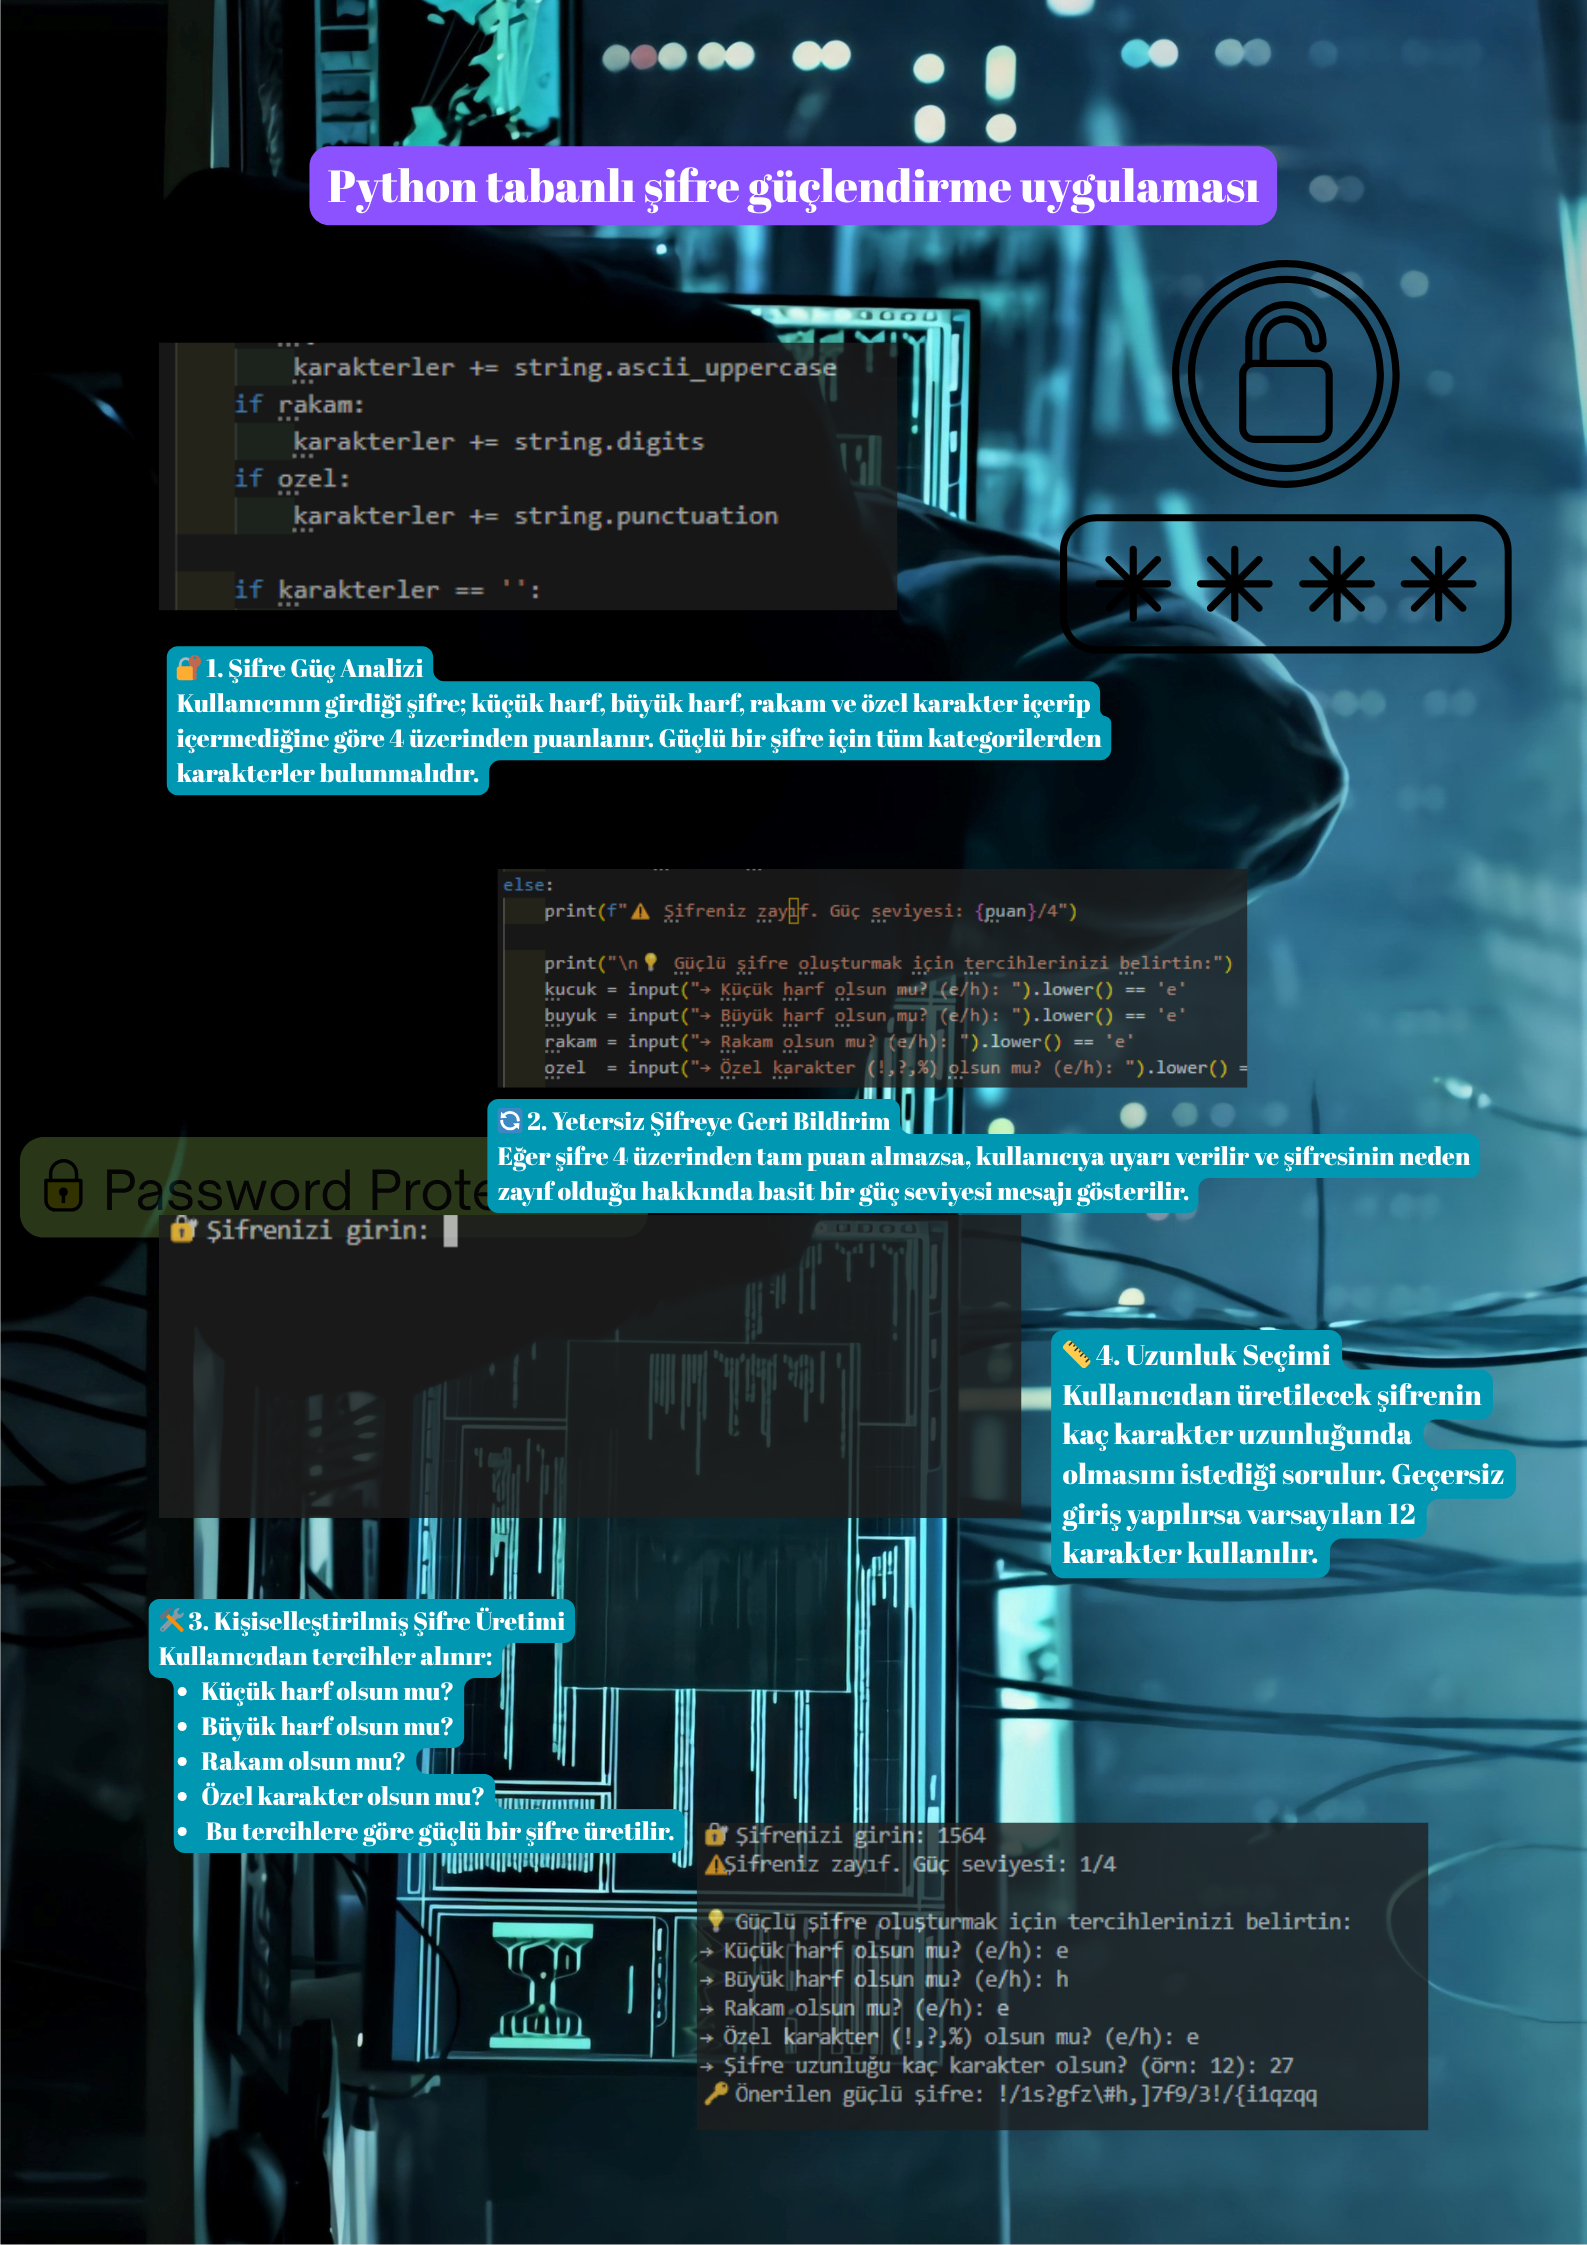 Python tabanlı şifre güçlendirme uygulaması
karakterler += string.ascii_uppercase
if rakam:
karakterler += string.digits
if ozel:
karakterler += string.punctuation
if karakterler == '':
🔐 1. Şifre Güç Analizi
Kullanıcının girdiği şifre; küçük harf, büyük harf, rakam ve özel karakter içerip
içermediğine göre 4 üzerinden puanlanır. Güçlü bir şifre için tüm kategorilerden
karakterler bulunmalıdır.
else:
print(f"⚠️ Şifreniz zayıf. Güç seviyesi: {puan}/4")
print("\n💡 Güçlü şifre oluşturmak için tercihlerinizi belirtin:")
kucuk = input("→ Küçük harf olsun mu? (e/h): ").lower() == 'e'
buyuk = input("→ Büyük harf olsun mu? (e/h): ").lower() == 'e'
rakam = input("→ Rakam olsun mu? (e/h): ").lower() == 'e'
ozel = input("→ Özel karakter (!,?,%) olsun mu? (e/h): ").lower() =
🔄 2. Yetersiz Şifreye Geri Bildirim
Eğer şifre 4 üzerinden tam puan almazsa, kullanıcıya uyarı verilir ve şifresinin neden
zayıf olduğu hakkında basit bir güç seviyesi mesajı gösterilir.
Password Prote
🔐 Şifrenizi girin:
📏 4. Uzunluk Seçimi
Kullanıcıdan üretilecek şifrenin
kaç karakter uzunluğunda
olmasını istediği sorulur. Geçersiz
giriş yapılırsa varsayılan 12
karakter kullanılır.
🛠️ 3. Kişiselleştirilmiş Şifre Üretimi
Kullanıcıdan tercihler alınır:
• Küçük harf olsun mu?
• Büyük harf olsun mu?
• Rakam olsun mu?
• Özel karakter olsun mu?
• Bu tercihlere göre güçlü bir şifre üretilir.
🔐 Şifrenizi girin: 1564
⚠️Şifreniz zayıf. Güç seviyesi: 1/4
💡 Güçlü şifre oluşturmak için tercihlerinizi belirtin:
→ Küçük harf olsun mu? (e/h): e
→ Büyük harf olsun mu? (e/h): h
→ Rakam olsun mu? (e/h): e
→ Özel karakter (!,?,%) olsun mu? (e/h): e
→ Şifre uzunluğu kaç karakter olsun? (örn: 12): 27
🔑 Önerilen güçlü şifre: !/1s?gfz\#h,]7f9/3!/{i1qzqq